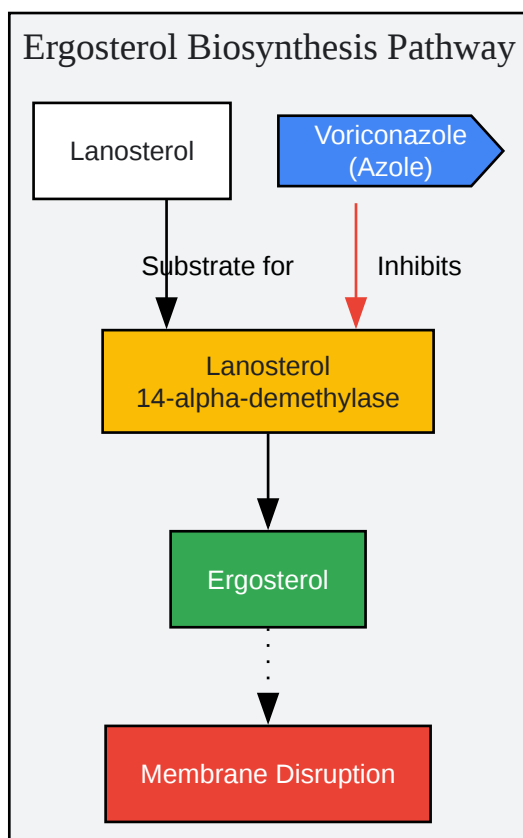 Ergosterol Biosynthesis Pathway
Lanosterol
Voriconazole
(Azole)
Substrate for
Inhibits
Lanosterol
14-alpha-demethylase
Ergosterol
Membrane Disruption